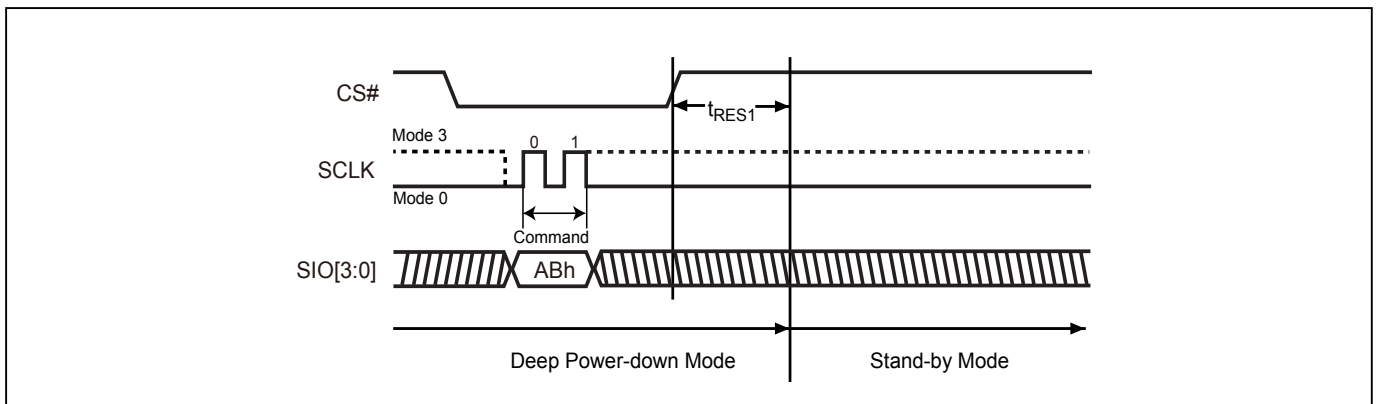 CS#
tRES1
Mode 3
0 1
SCLK
Mode 0
Command
SIO[3:0]
ABh
Deep Power-down Mode
Stand-by Mode